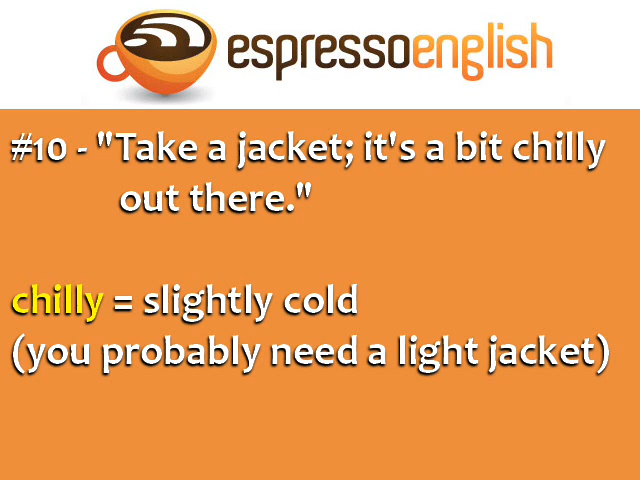 espressoenglish
#10 - "Take a jacket; it's a bit chilly
out there."
chilly = slightly cold
(you probably need a light jacket)